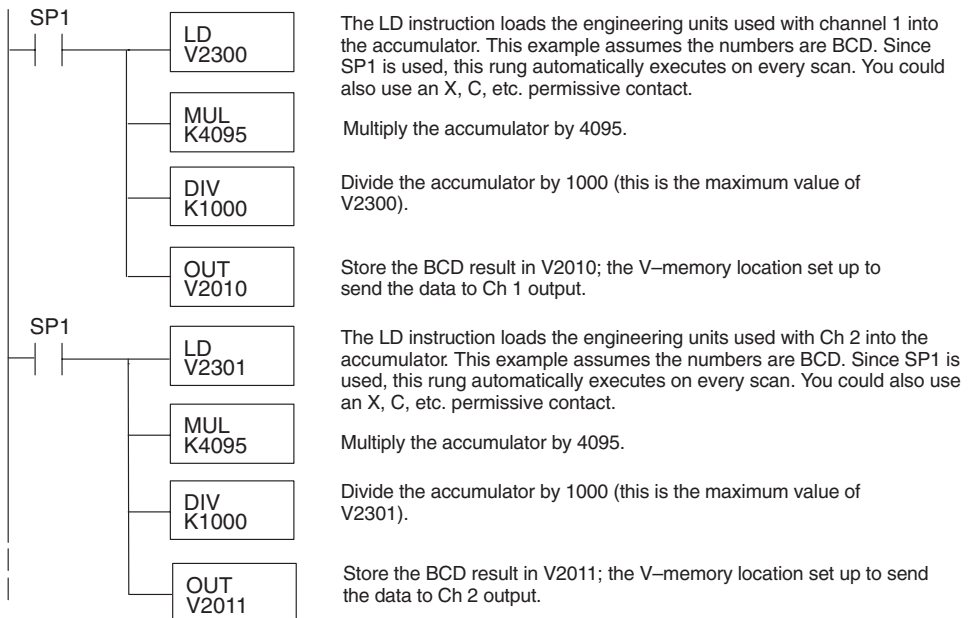 SP1
LD
V2300
The LD instruction loads the engineering units used with channel 1 into
the accumulator. This example assumes the numbers are BCD. Since
SP1 is used, this rung automatically executes on every scan. You could
also use an X, C, etc. permissive contact.
MUL
K4095
Multiply the accumulator by 4095.
DIV
K1000
Divide the accumulator by 1000 (this is the maximum value of
V2300).
OUT
V2010
Store the BCD result in V2010; the V–memory location set up to
send the data to Ch 1 output.
SP1
LD
V2301
The LD instruction loads the engineering units used with Ch 2 into the
accumulator. This example assumes the numbers are BCD. Since SP1 is
used, this rung automatically executes on every scan. You could also use
an X, C, etc. permissive contact.
MUL
K4095
Multiply the accumulator by 4095.
DIV
K1000
Divide the accumulator by 1000 (this is the maximum value of
V2301).
OUT
V2011
Store the BCD result in V2011; the V–memory location set up to send
the data to Ch 2 output.